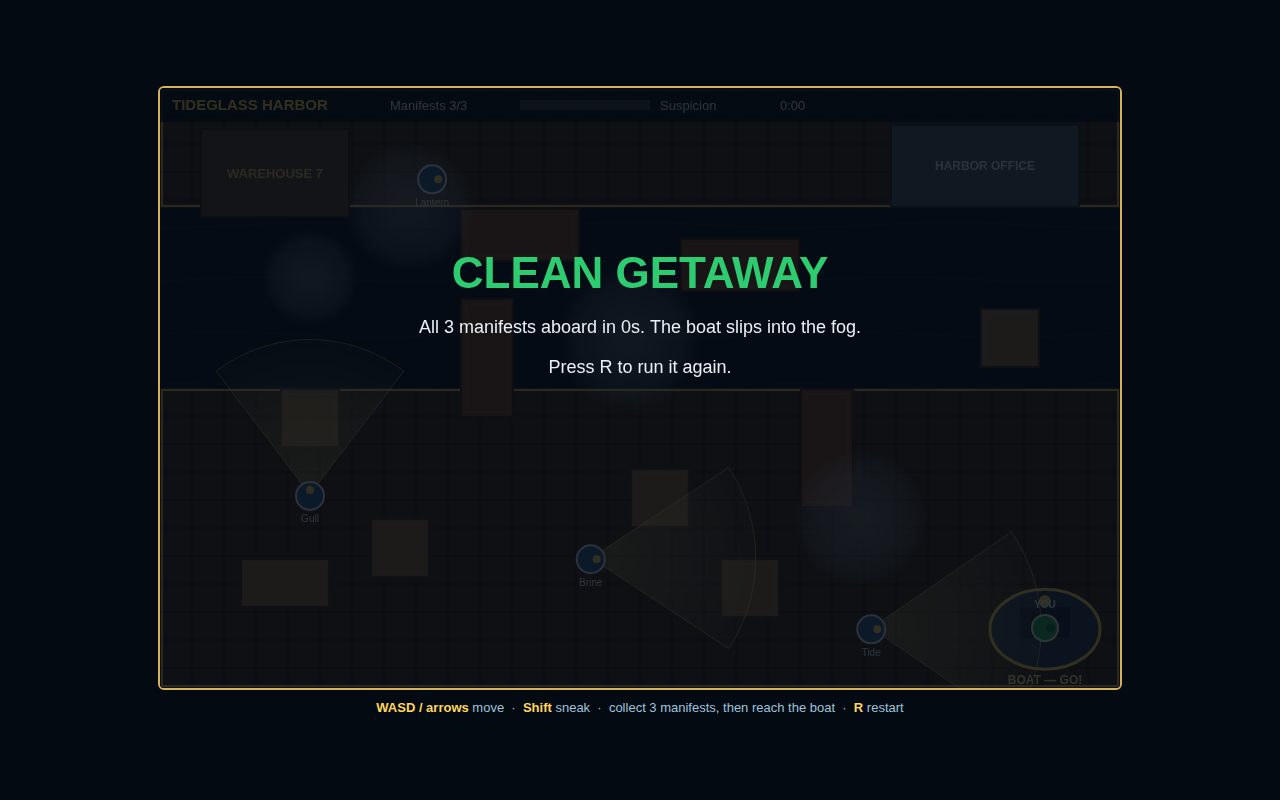 TIDEGLASS HARBOR Manifests 3/3 Suspicion 0:00
WAREHOUSE 7
HARBOR OFFICE
Lantern
CLEAN GETAWAY
All 3 manifests aboard in 0s. The boat slips into the fog.
Press R to run it again.
Gull
Brine
Tide
YOU
BOAT — GO!
WASD / arrows move · Shift sneak · collect 3 manifests, then reach the boat · R restart